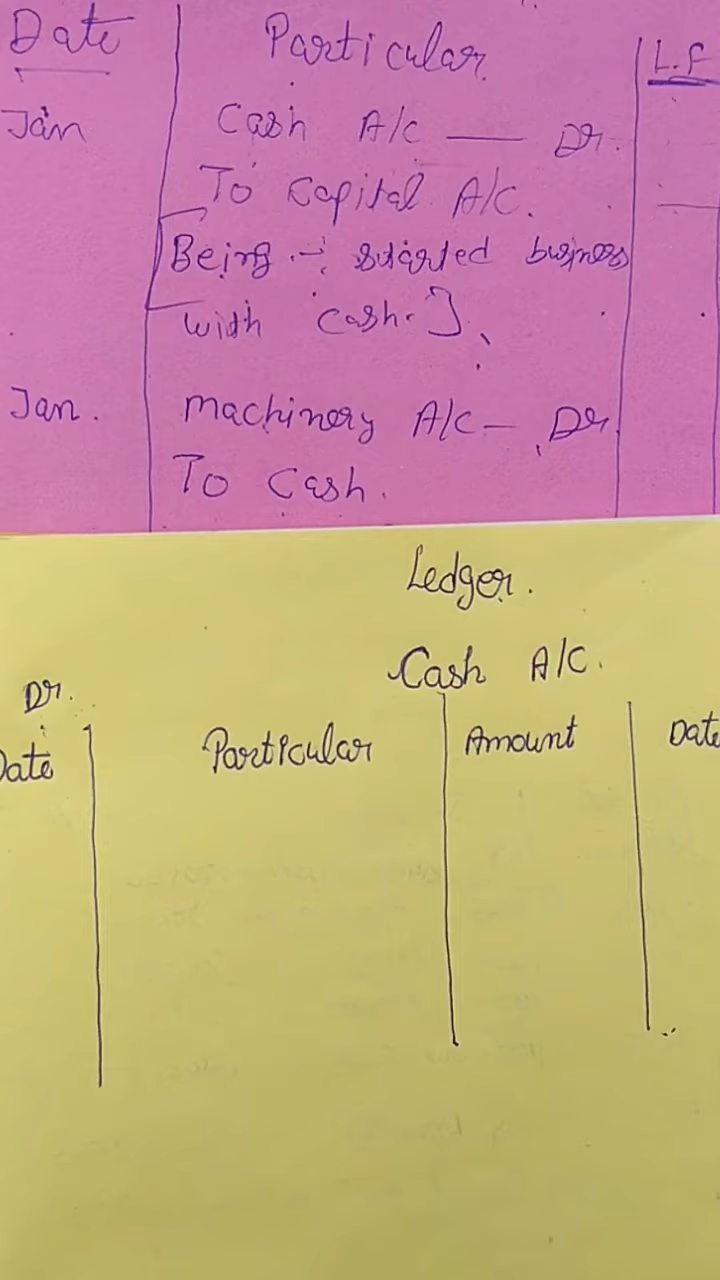 Date Particular L.F
Jan Cash A/c — Dr.
To Capital A/c.
[Being :- started business
with cash.]
Jan. Machinery A/c — Dr.
To Cash.
Ledger.
Cash A/C.
Dr.
Date Particular Amount Date